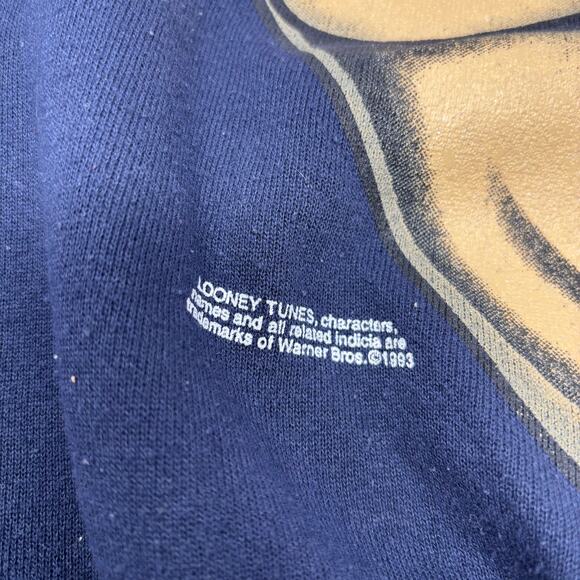 LOONEY TUNES, characters,
names and all related indicia are
trademarks of Warner Bros.©1993